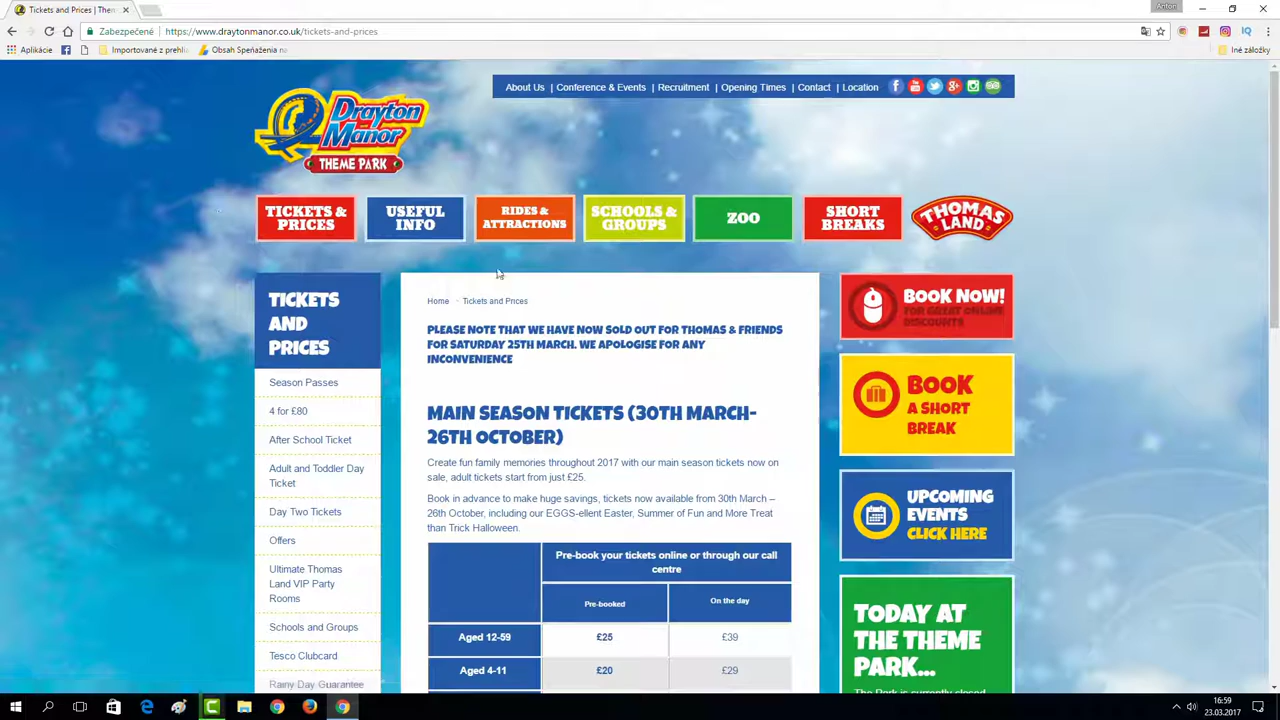 Tickets and Prices | Them
Anton
Zabezpečené
https://www.draytonmanor.co.uk/tickets-and-prices
Aplikácie
Importované z prehli
Obsah Speňaženia na
Iné záložky
About Us | Conference & Events | Recruitment | Opening Times | Contact | Location
Drayton
Manor
THEME PARK
TICKETS &
PRICES
USEFUL
INFO
RIDES &
ATTRACTIONS
SCHOOLS &
GROUPS
ZOO
SHORT
BREAKS
THOMAS
LAND
TICKETS
AND
PRICES
Season Passes
4 for £80
After School Ticket
Adult and Toddler Day
Ticket
Day Two Tickets
Offers
Ultimate Thomas
Land VIP Party
Rooms
Schools and Groups
Tesco Clubcard
Rainy Day Guarantee
Home - Tickets and Prices
PLEASE NOTE THAT WE HAVE NOW SOLD OUT FOR THOMAS & FRIENDS
FOR SATURDAY 25TH MARCH. WE APOLOGISE FOR ANY
INCONVENIENCE
MAIN SEASON TICKETS (30TH MARCH-
26TH OCTOBER)
Create fun family memories throughout 2017 with our main season tickets now on
sale, adult tickets start from just £25.
Book in advance to make huge savings, tickets now available from 30th March –
26th October, including our EGGS-ellent Easter, Summer of Fun and More Treat
than Trick Halloween.
Pre-book your tickets online or through our call
centre
Pre-booked
On the day
Aged 12-59
£25
£39
Aged 4-11
£20
£29
BOOK NOW!
FOR GREAT ONLINE
DISCOUNTS
BOOK
A SHORT
BREAK
UPCOMING
EVENTS
CLICK HERE
TODAY AT
THE THEME
PARK...
The Park is currently closed
16:59
23.03.2017